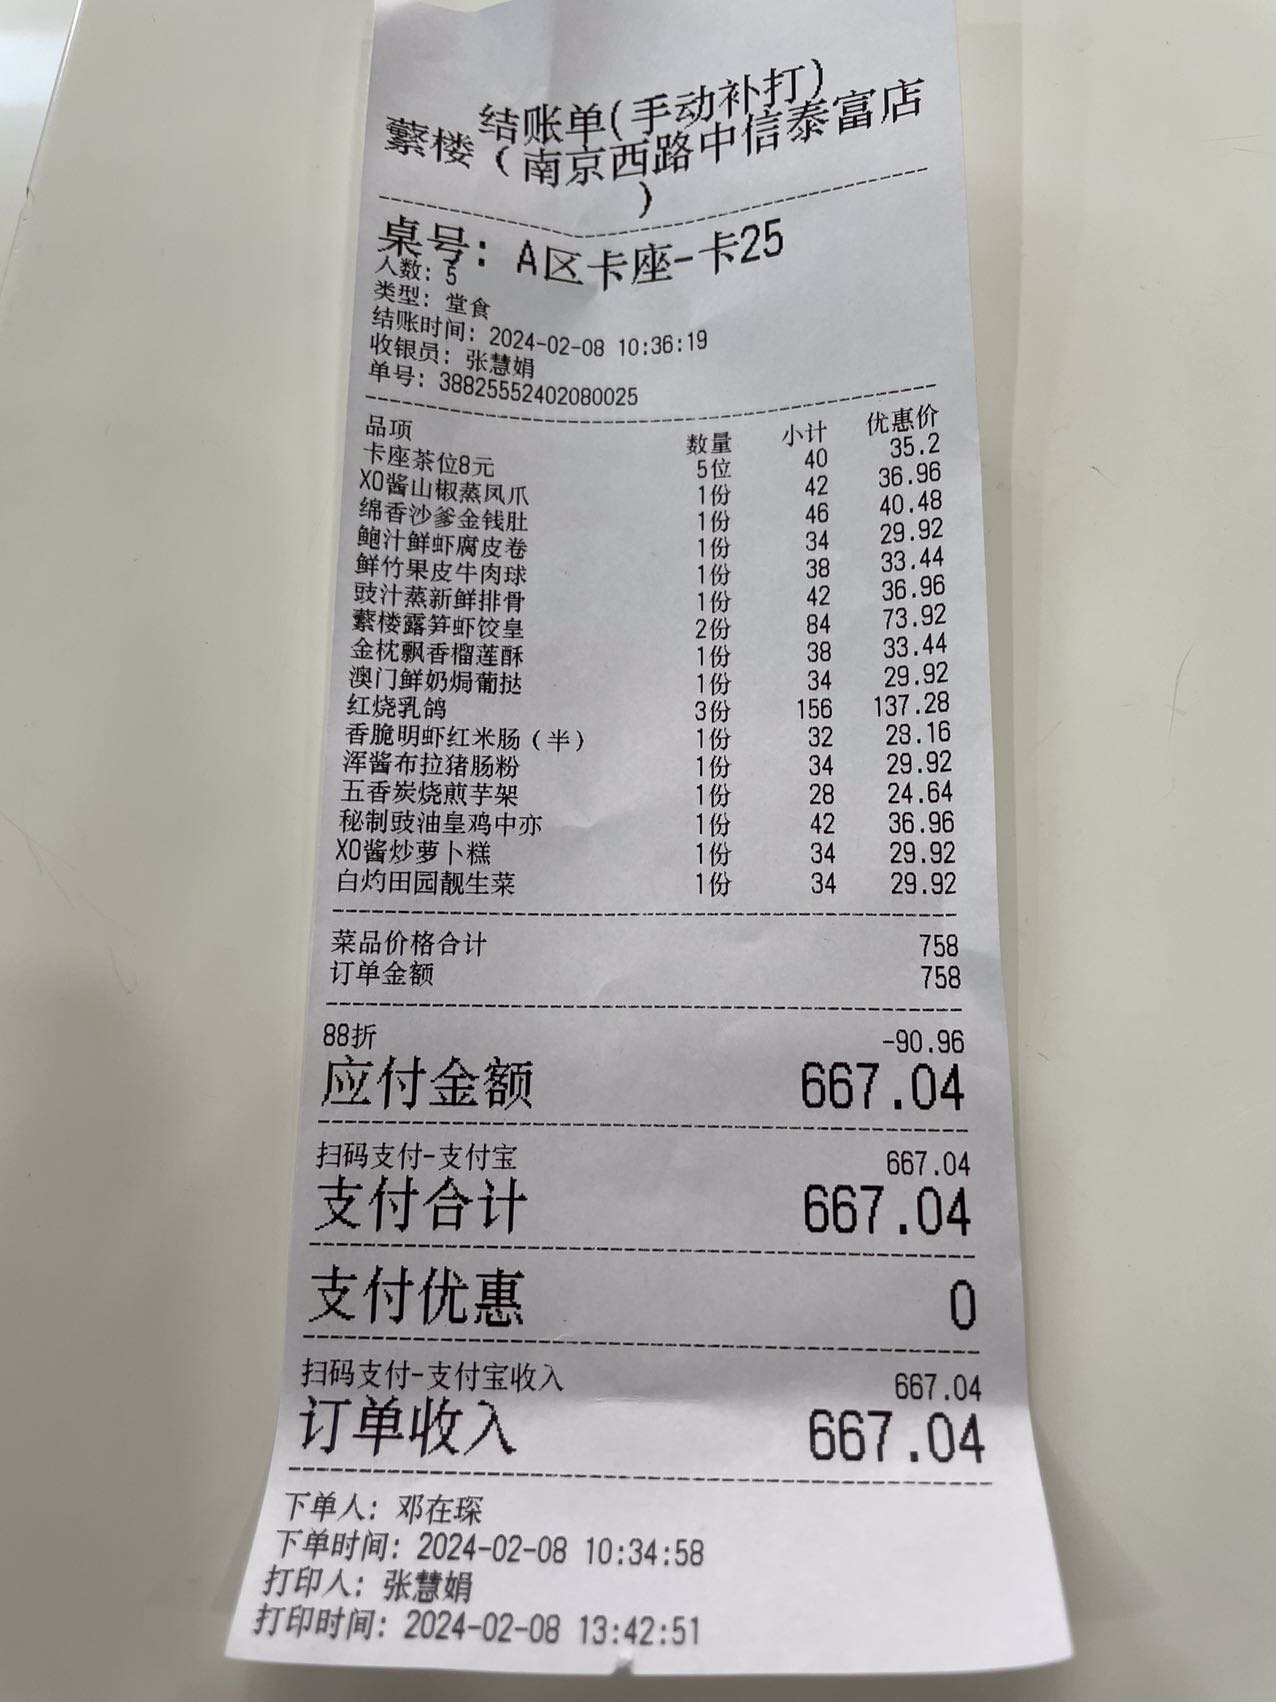 结账单(手动补打)
蘩楼(南京西路中信泰富店
)
桌号: A区卡座-卡25
人数: 5
类型: 堂食
结账时间: 2024-02-08 10:36:19
收银员: 张慧娟
单号: 38825552402080025
品项 数量 小计 优惠价
卡座茶位8元 5位 40 35.2
XO酱山椒蒸凤爪 1份 42 36.96
绵香沙爹金钱肚 1份 46 40.48
鲍汁鲜虾腐皮卷 1份 34 29.92
鲜竹果皮牛肉球 1份 38 33.44
豉汁蒸新鲜排骨 1份 42 36.96
蘩楼露笋虾饺皇 2份 84 73.92
金枕飘香榴莲酥 1份 38 33.44
澳门鲜奶焗葡挞 1份 34 29.92
红烧乳鸽 3份 156 137.28
香脆明虾红米肠(半) 1份 32 28.16
浑酱布拉猪肠粉 1份 34 29.92
五香炭烧煎芋架 1份 28 24.64
秘制豉油皇鸡中亦 1份 42 36.96
XO酱炒萝卜糕 1份 34 29.92
白灼田园靓生菜 1份 34 29.92
菜品价格合计 758
订单金额 758
88折 -90.96
应付金额 667.04
扫码支付-支付宝 667.04
支付合计 667.04
支付优惠 0
扫码支付-支付宝收入 667.04
订单收入 667.04
下单人: 邓在琛
下单时间: 2024-02-08 10:34:58
打印人: 张慧娟
打印时间: 2024-02-08 13:42:51